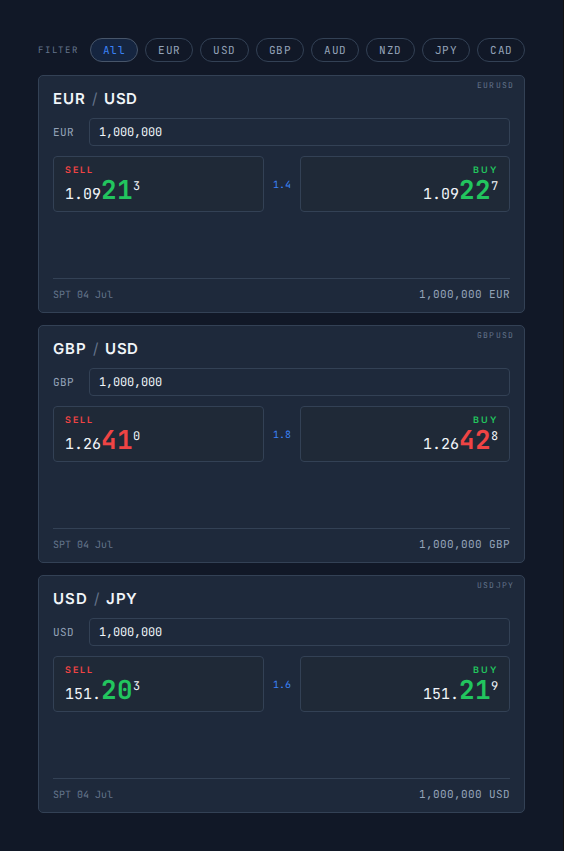 FILTER All EUR USD GBP AUD NZD JPY CAD
EURUSD
EUR / USD
EUR 1,000,000
SELL BUY
1.09213 1.4 1.09227
SPT 04 Jul 1,000,000 EUR
GBPUSD
GBP / USD
GBP 1,000,000
SELL BUY
1.26410 1.8 1.26428
SPT 04 Jul 1,000,000 GBP
USDJPY
USD / JPY
USD 1,000,000
SELL BUY
151.203 1.6 151.219
SPT 04 Jul 1,000,000 USD